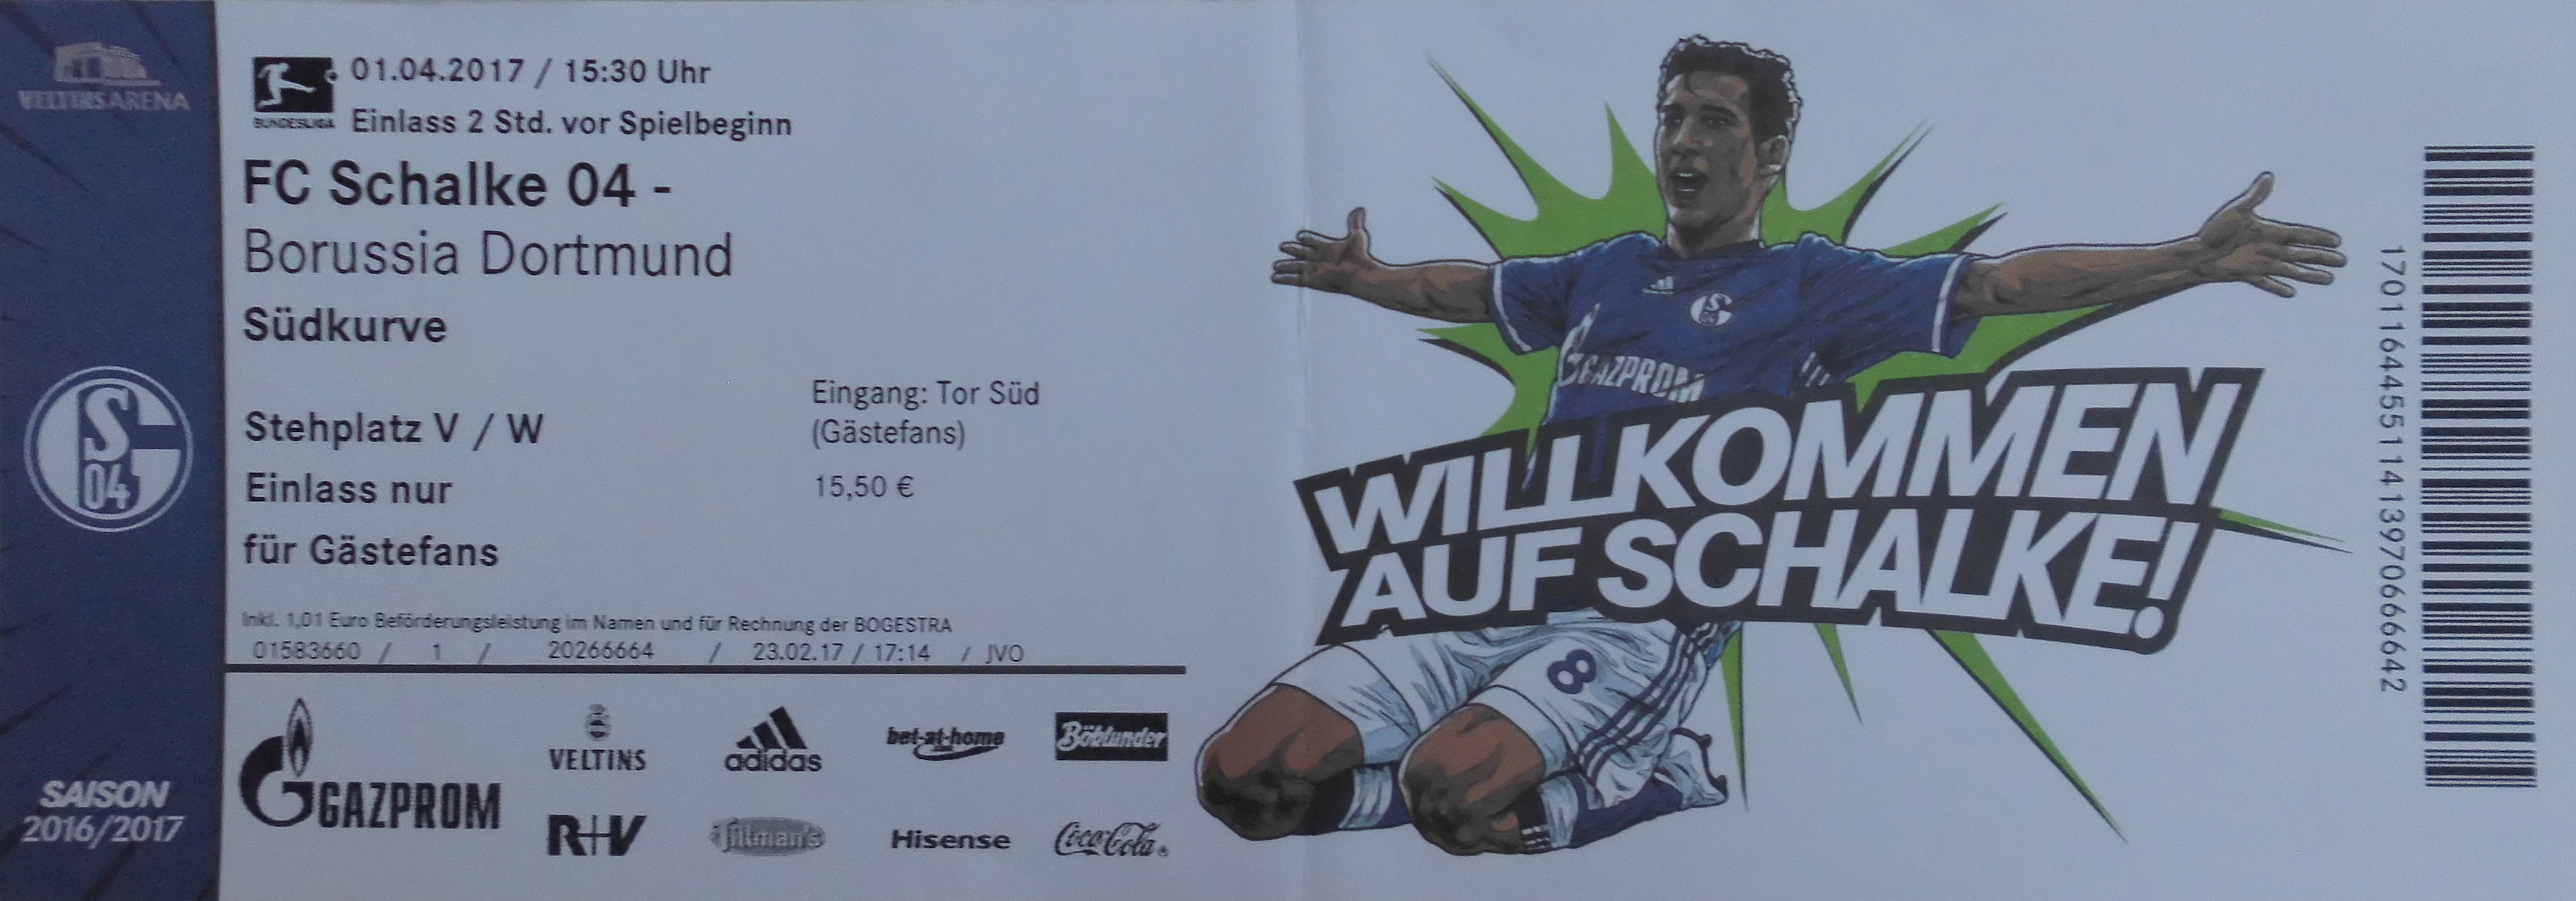 VELTINS ARENA
S
04
SAISON
2016/2017
BUNDESLIGA
01.04.2017 / 15:30 Uhr
Einlass 2 Std. vor Spielbeginn
FC Schalke 04 -
Borussia Dortmund
Südkurve
Stehplatz V / W
Einlass nur
für Gästefans
Eingang: Tor Süd
(Gästefans)
15,50 €
Inkl. 1,01 Euro Beförderungsleistung im Namen und für Rechnung der BOGESTRA
01583660 / 1 / 20266664 / 23.02.17 / 17:14 / JVO
GAZPROM
VELTINS
adidas
bet-at-home
Böklunder
R+V
Tillman's
Hisense
Coca-Cola
GAZPROM
WILLKOMMEN
AUF SCHALKE!
8
170116445511413970666642